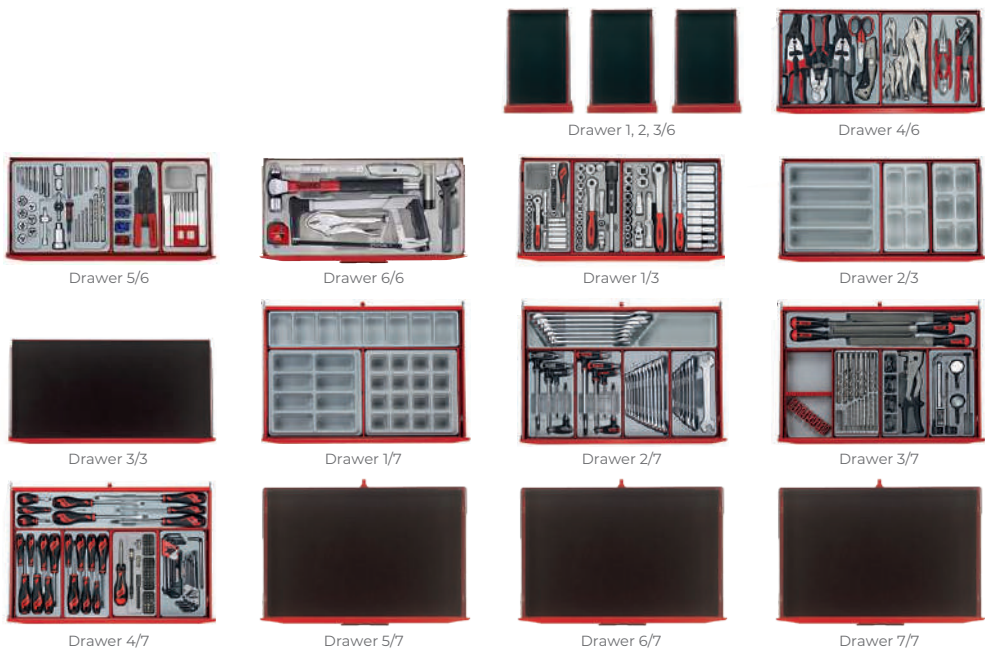 Drawer 1, 2, 3/6
Drawer 4/6
Drawer 5/6
Drawer 6/6
Drawer 1/3
Drawer 2/3
Drawer 3/3
Drawer 1/7
Drawer 2/7
Drawer 3/7
Drawer 4/7
Drawer 5/7
Drawer 6/7
Drawer 7/7